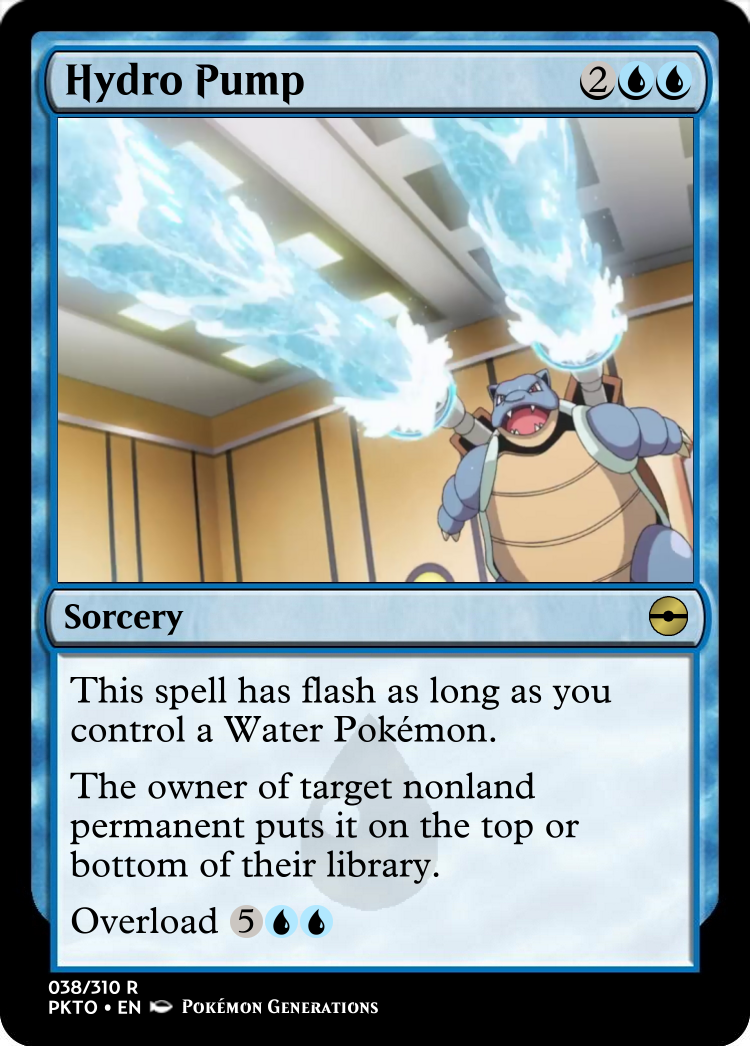 Hydro Pump 2
Sorcery
This spell has flash as long as you
control a Water Pokémon.
The owner of target nonland
permanent puts it on the top or
bottom of their library.
Overload 5
038/310 R
PKTO • EN Pokémon Generations